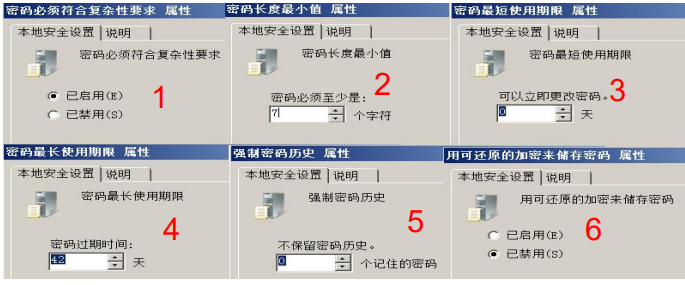 密码必须符合复杂性要求 属性
本地安全设置 说明
密码必须符合复杂性要求
已启用(E)
已禁用(S)
1
密码长度最小值 属性
本地安全设置 说明
密码长度最小值
密码必须至少是:
7 个字符
2
密码最短使用期限 属性
本地安全设置 说明
密码最短使用期限
可以立即更改密码。
0 天
3
密码最长使用期限 属性
本地安全设置 说明
密码最长使用期限
密码过期时间:
42 天
4
强制密码历史 属性
本地安全设置 说明
强制密码历史
不保留密码历史。
0 个记住的密码
5
用可还原的加密来储存密码 属性
本地安全设置 说明
用可还原的加密来储存密码
已启用(E)
已禁用(S)
6